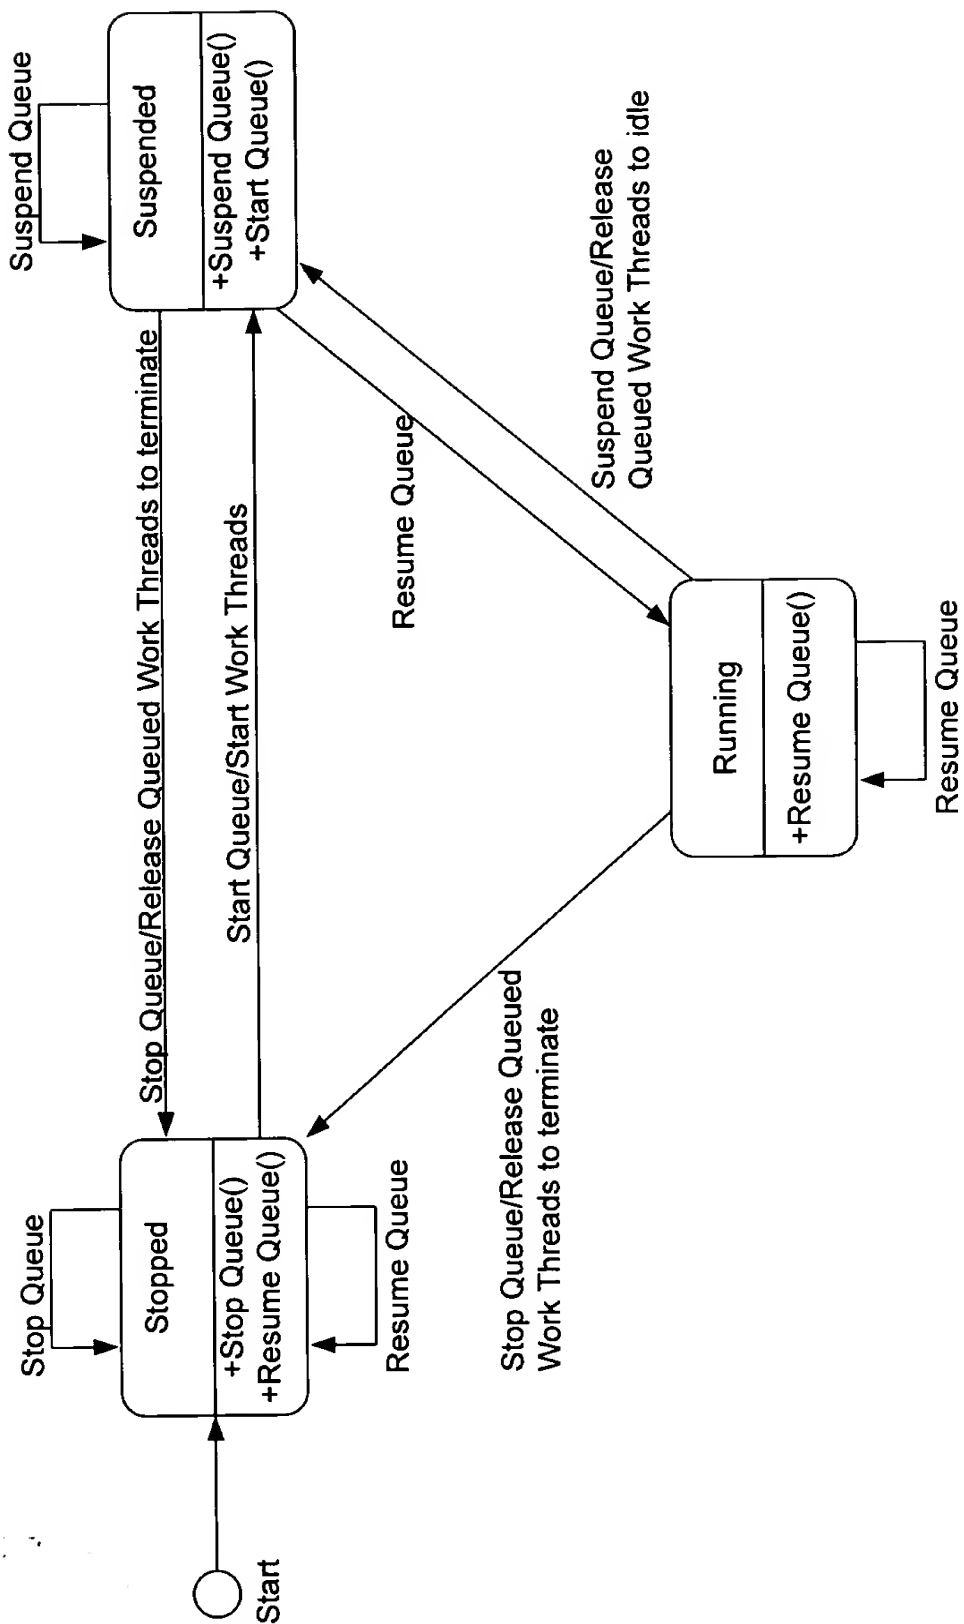 Start
Stop Queue
Stopped
+Stop Queue()
+Resume Queue()
Resume Queue
Stop Queue/Release Queued Work Threads to terminate
Start Queue/Start Work Threads
Suspend Queue
Suspended
+Suspend Queue()
+Start Queue()
Resume Queue
Suspend Queue/Release
Queued Work Threads to idle
Stop Queue/Release Queued
Work Threads to terminate
Running
+Resume Queue()
Resume Queue